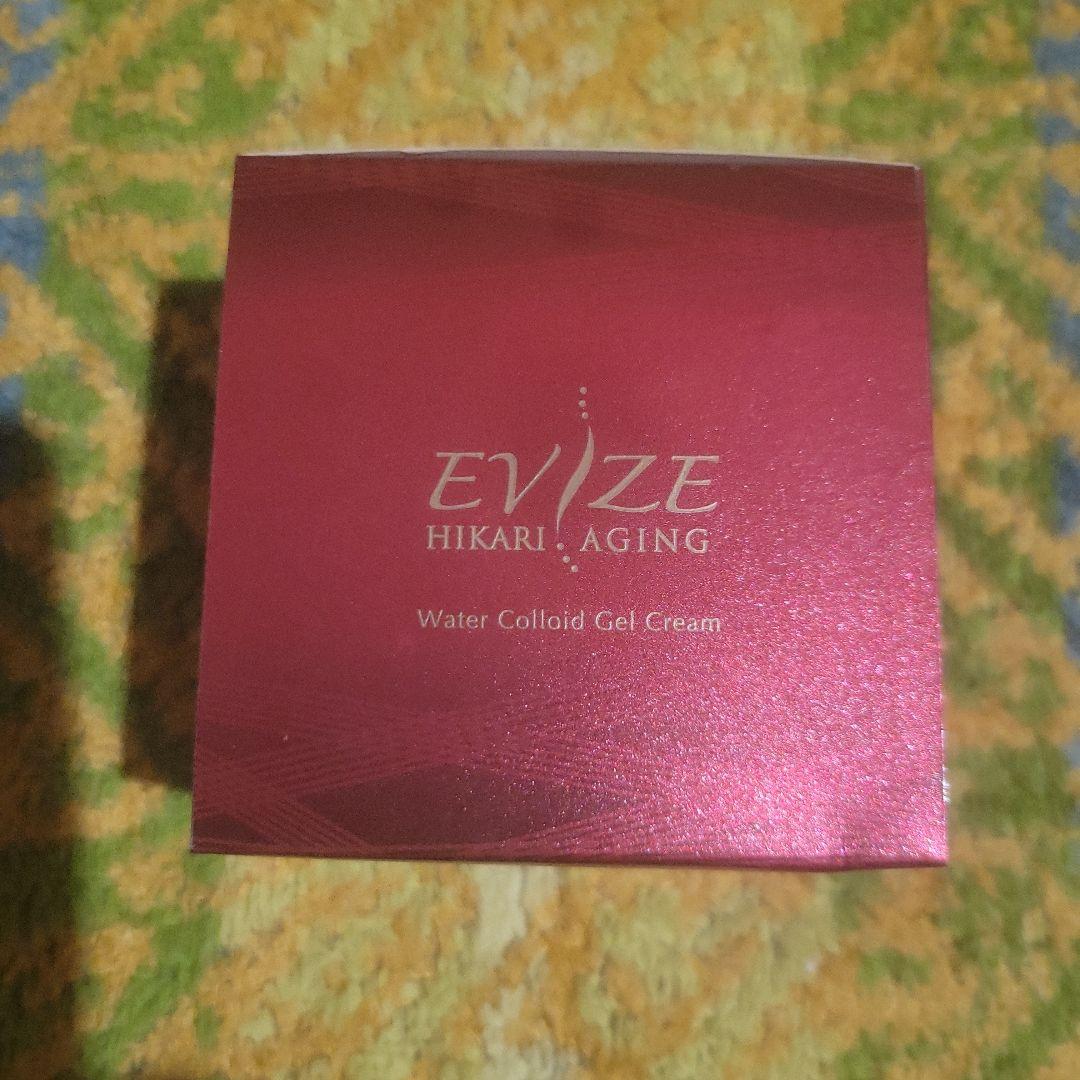 EVIZE
HIKARI AGING
Water Colloid Gel Cream